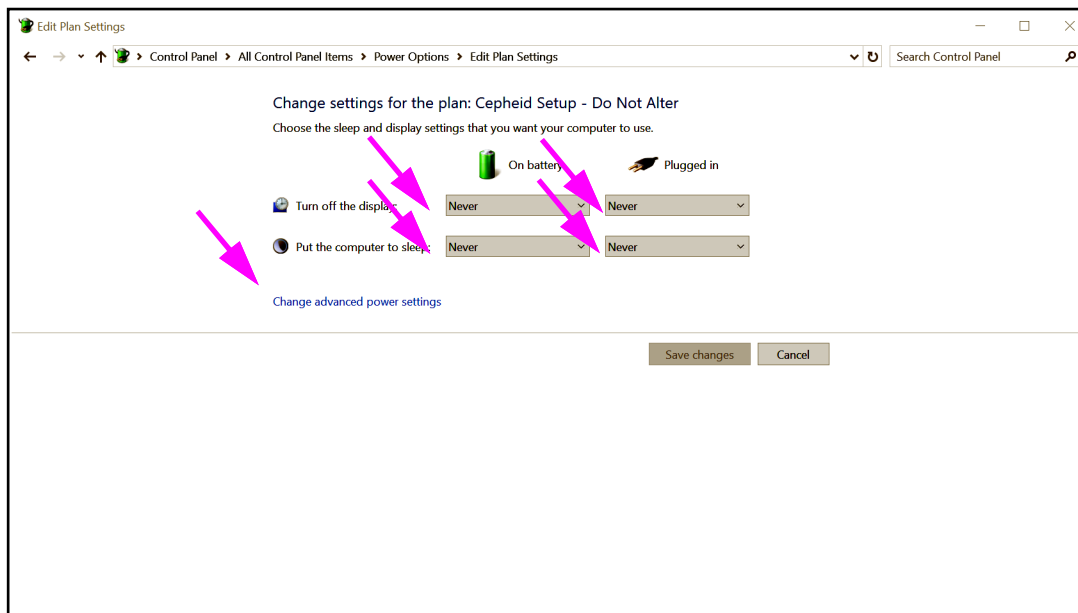 Edit Plan Settings
Control Panel > All Control Panel Items > Power Options > Edit Plan Settings
Search Control Panel
Change settings for the plan: Cepheid Setup - Do Not Alter
Choose the sleep and display settings that you want your computer to use.
On battery Plugged in
Turn off the display: Never Never
Put the computer to sleep: Never Never
Change advanced power settings
Save changes Cancel